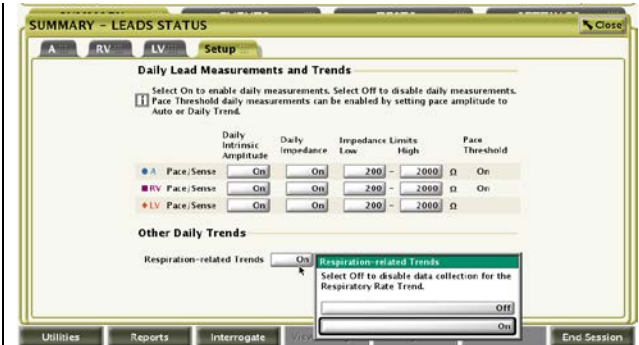 SUMMARY - LEADS STATUS
Close
A RV LV Setup
Daily Lead Measurements and Trends
Select On to enable daily measurements. Select Off to disable daily measurements.
Pace Threshold daily measurements can be enabled by setting pace amplitude to
Auto or Daily Trend.
Daily Intrinsic Amplitude
Daily Impedance
Impedance Limits
Low High
Pace Threshold
A Pace/Sense On On 200 - 2000 Ω On
RV Pace/Sense On On 200 - 2000 Ω On
LV Pace/Sense On On 200 - 2000 Ω
Other Daily Trends
Respiration-related Trends On
Respiration-related Trends
Select Off to disable data collection for the
Respiratory Rate Trend.
Off
On
Utilities Reports Interrogate End Session